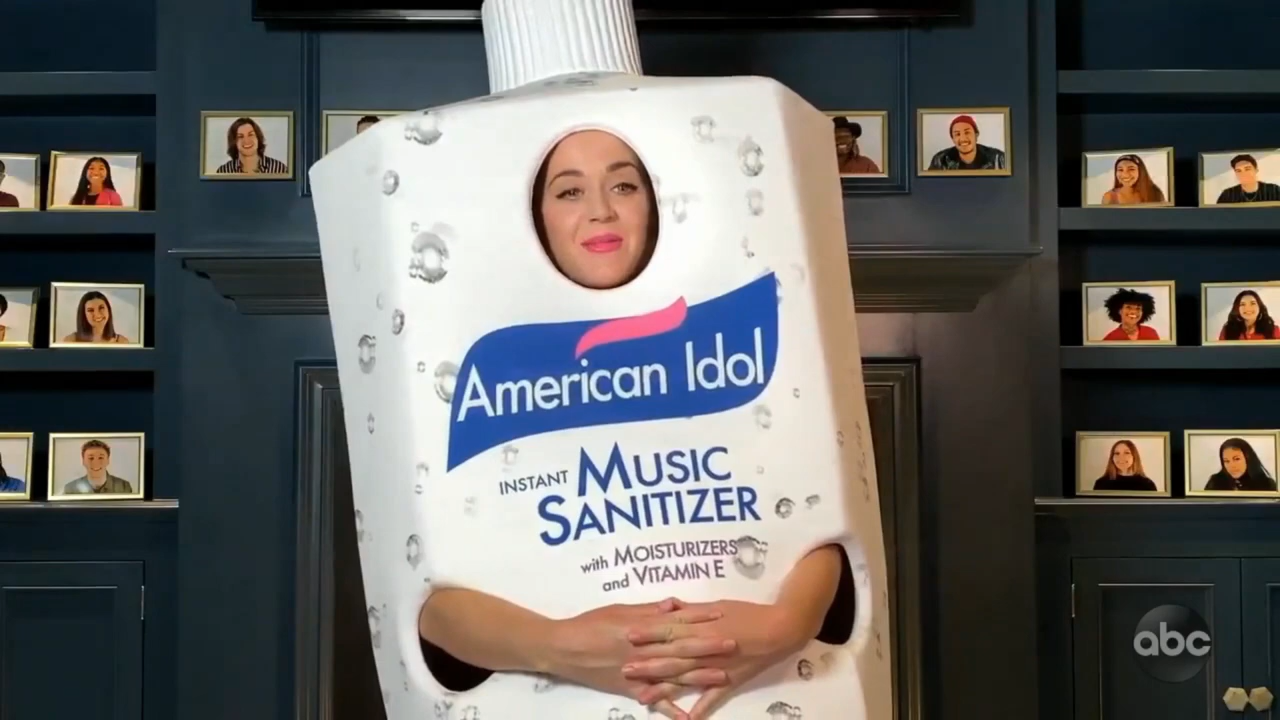 American Idol
INSTANT MUSIC
SANITIZER
with MOISTURIZERS
and VITAMIN E
abc